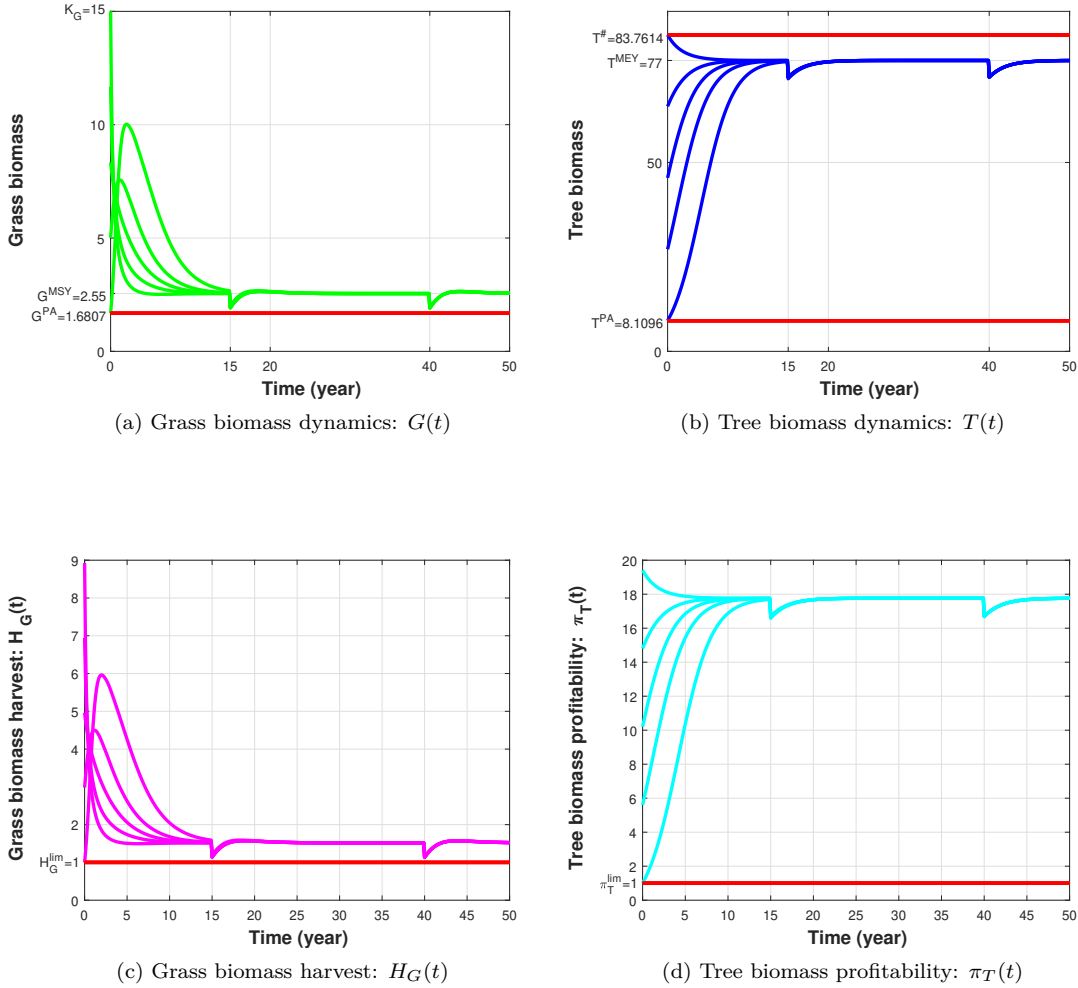 K_G=15
10
5
G^MSY=2.55
G^PA=1.6807
0
0 15 20 40 50
Grass biomass
Time (year)
(a) Grass biomass dynamics: G(t)
T^#=83.7614
T^MEY=77
50
T^PA=8.1096
0
0 15 20 40 50
Tree biomass
Time (year)
(b) Tree biomass dynamics: T(t)
9
8
7
6
5
4
3
2
H_G^lim=1
0
0 5 10 15 20 25 30 35 40 45 50
Grass biomass harvest: H_G(t)
Time (year)
(c) Grass biomass harvest: H_G(t)
20
18
16
14
12
10
8
6
4
2
π_T^lim=1
0
0 5 10 15 20 25 30 35 40 45 50
Tree biomass profitability: π_T(t)
Time (year)
(d) Tree biomass profitability: π_T(t)